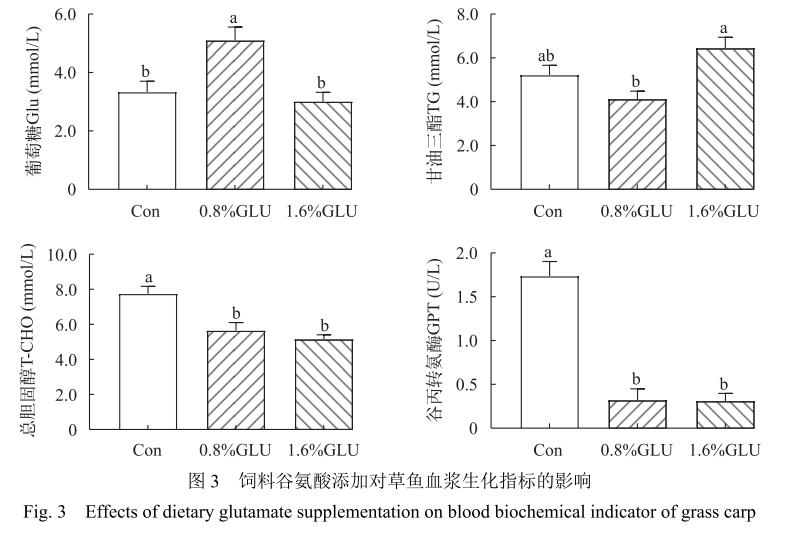 葡萄糖Glu (mmol/L)
6.0
4.0
2.0
0
b
a
b
Con
0.8%GLU
1.6%GLU
甘油三酯TG (mmol/L)
8.0
6.0
4.0
2.0
0
ab
b
a
Con
0.8%GLU
1.6%GLU
总胆固醇T-CHO (mmol/L)
10.0
8.0
6.0
4.0
2.0
0
a
b
b
Con
0.8%GLU
1.6%GLU
谷丙转氨酶GPT (U/L)
2.0
1.5
1.0
0.5
0
a
b
b
Con
0.8%GLU
1.6%GLU
图 3 饲料谷氨酸添加对草鱼血浆生化指标的影响
Fig. 3 Effects of dietary glutamate supplementation on blood biochemical indicator of grass carp